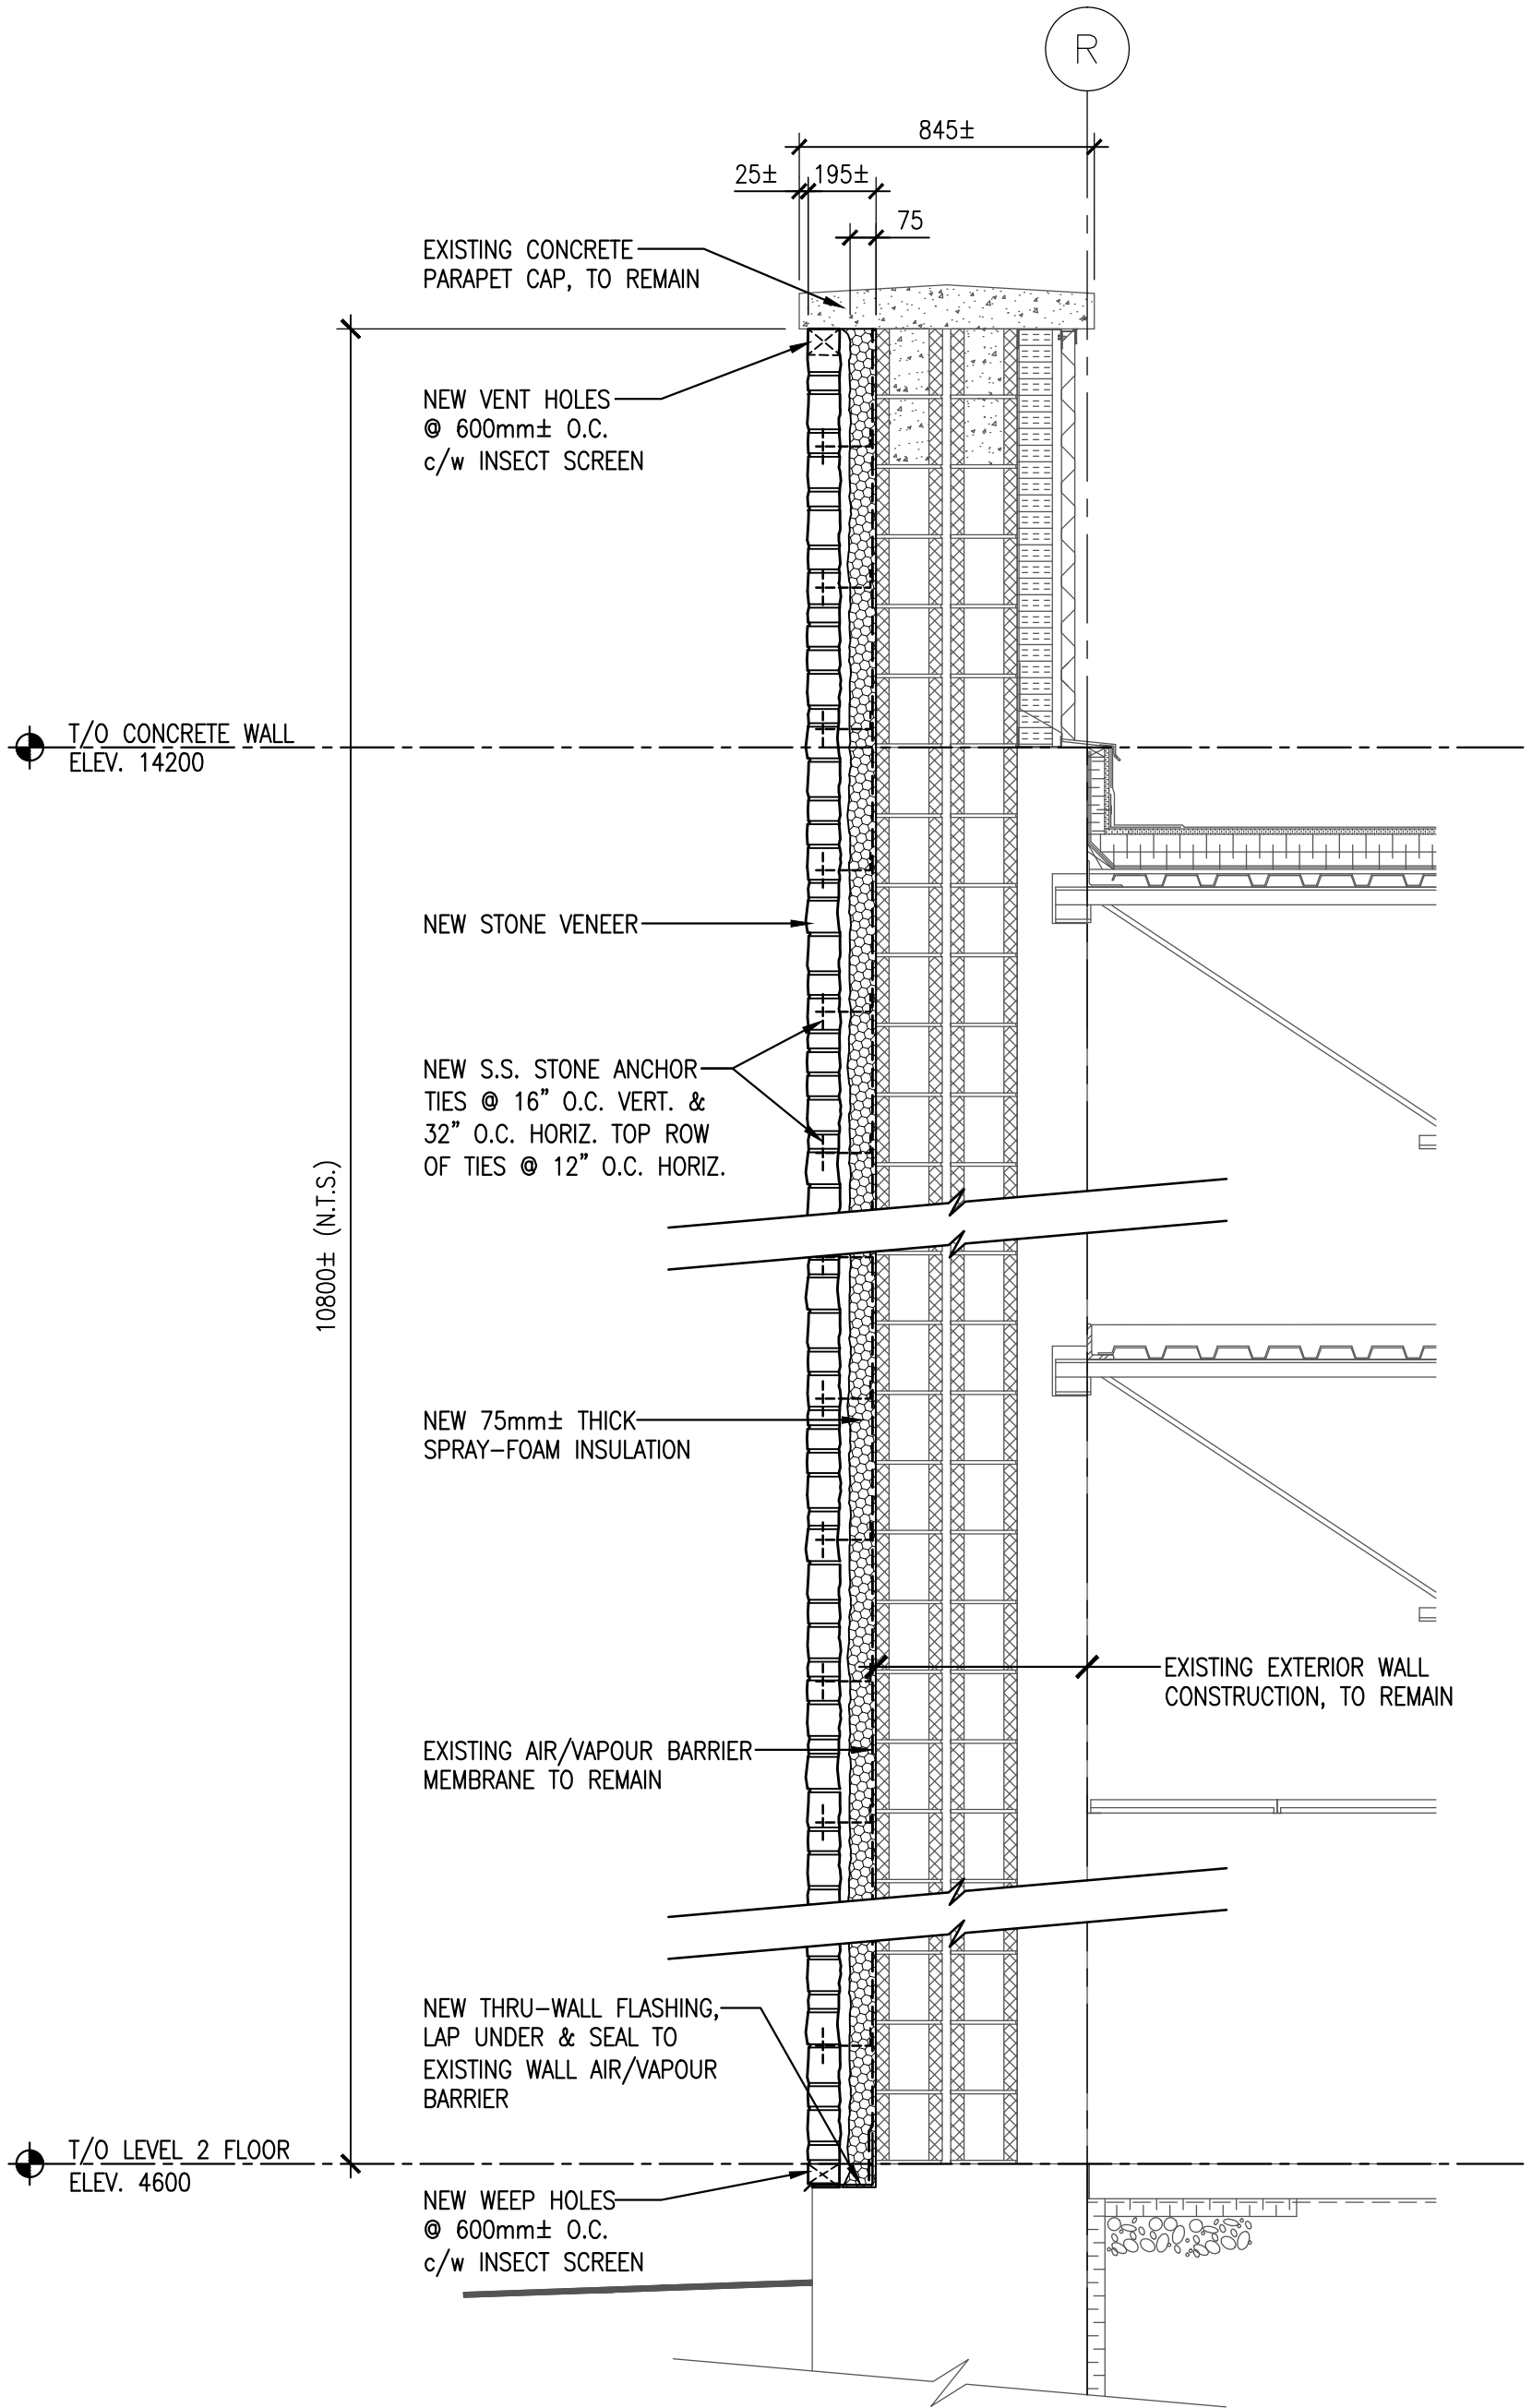 R
845±
25±
195±
75
EXISTING CONCRETE
PARAPET CAP, TO REMAIN
NEW VENT HOLES
@ 600mm± O.C.
c/w INSECT SCREEN
T/O CONCRETE WALL
ELEV. 14200
NEW STONE VENEER
NEW S.S. STONE ANCHOR
TIES @ 16” O.C. VERT. &
32” O.C. HORIZ. TOP ROW
OF TIES @ 12” O.C. HORIZ.
10800± (N.T.S.)
NEW 75mm± THICK
SPRAY-FOAM INSULATION
EXISTING EXTERIOR WALL
CONSTRUCTION, TO REMAIN
EXISTING AIR/VAPOUR BARRIER
MEMBRANE TO REMAIN
NEW THRU-WALL FLASHING,
LAP UNDER & SEAL TO
EXISTING WALL AIR/VAPOUR
BARRIER
T/O LEVEL 2 FLOOR
ELEV. 4600
NEW WEEP HOLES
@ 600mm± O.C.
c/w INSECT SCREEN